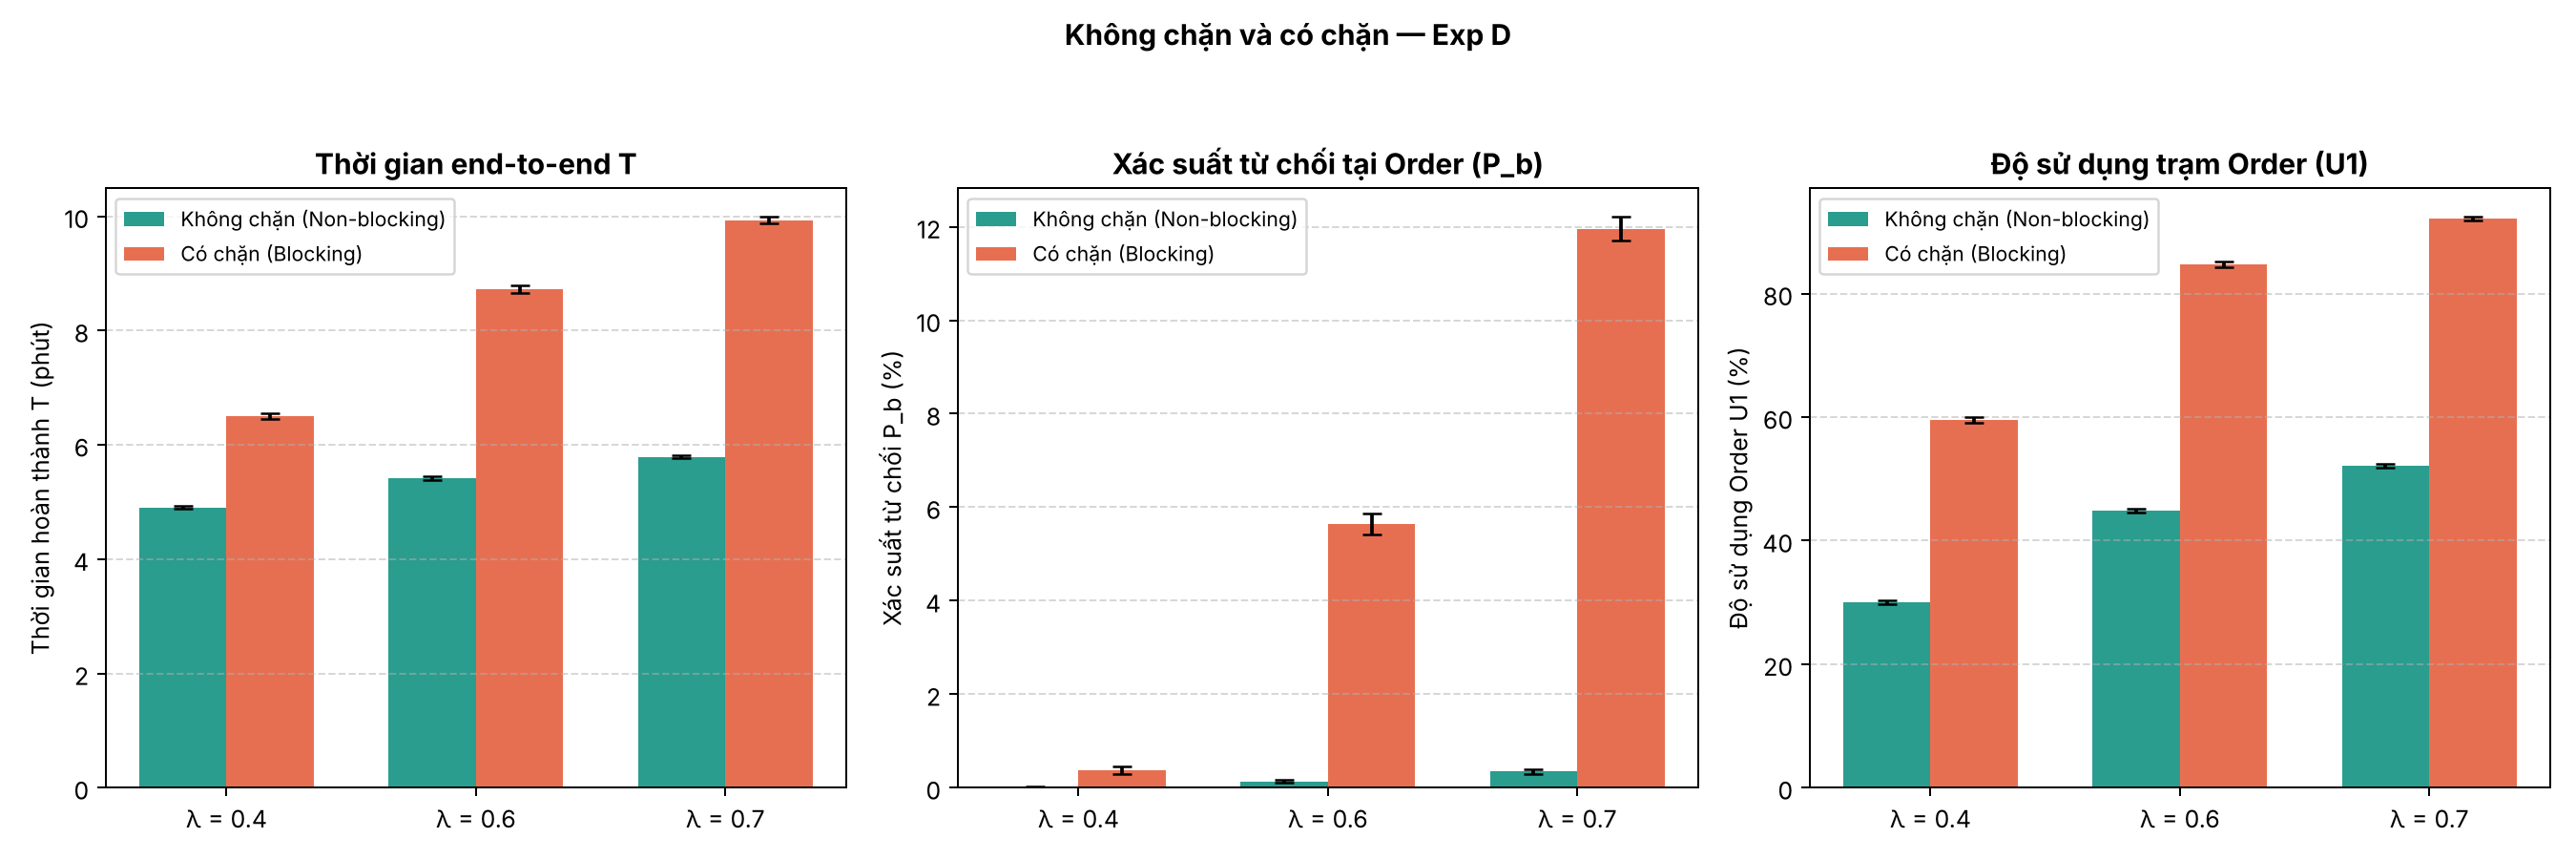 Không chặn và có chặn — Exp D
Thời gian end-to-end T
Thời gian hoàn thành T (phút)
10
8
6
4
2
0
Không chặn (Non-blocking)
Có chặn (Blocking)
λ = 0.4
λ = 0.6
λ = 0.7
Xác suất từ chối tại Order (P_b)
Xác suất từ chối P_b (%)
12
10
8
6
4
2
0
Không chặn (Non-blocking)
Có chặn (Blocking)
λ = 0.4
λ = 0.6
λ = 0.7
Độ sử dụng trạm Order (U1)
Độ sử dụng Order U1 (%)
80
60
40
20
0
Không chặn (Non-blocking)
Có chặn (Blocking)
λ = 0.4
λ = 0.6
λ = 0.7